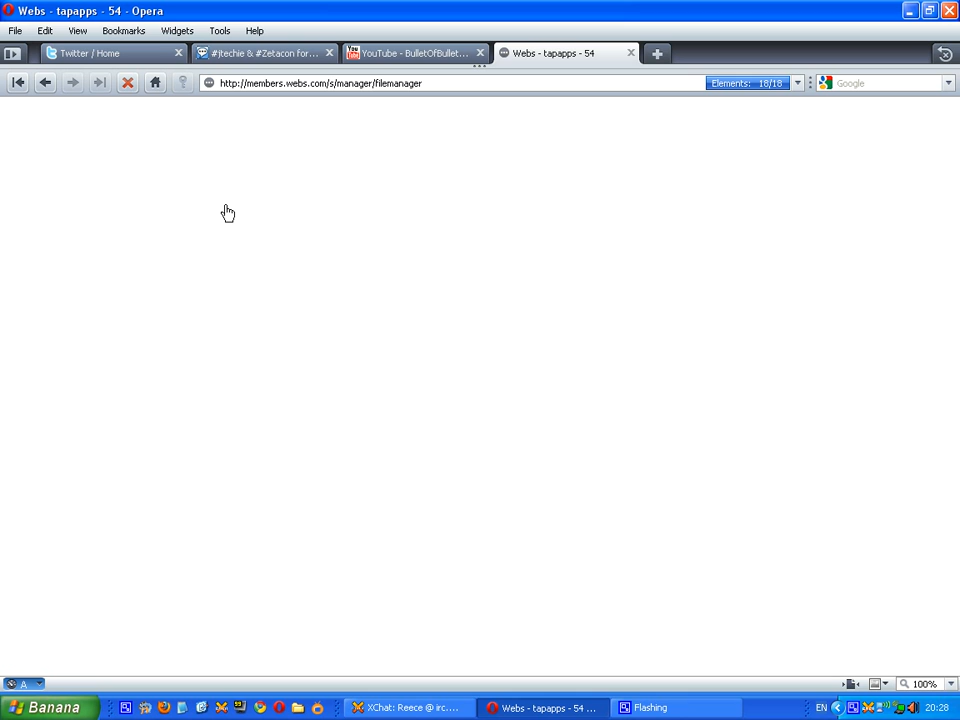 Webs - tapapps - 54 - Opera
File Edit View Bookmarks Widgets Tools Help
Twitter / Home #jtechie & #Zetacon for... YouTube - BulletOfBullet... Webs - tapapps - 54
http://members.webs.com/s/manager/filemanager Elements: 18/18 Google
A 100%
Banana XChat: Reece @ irc.... Webs - tapapps - 54 ... Flashing EN 20:28